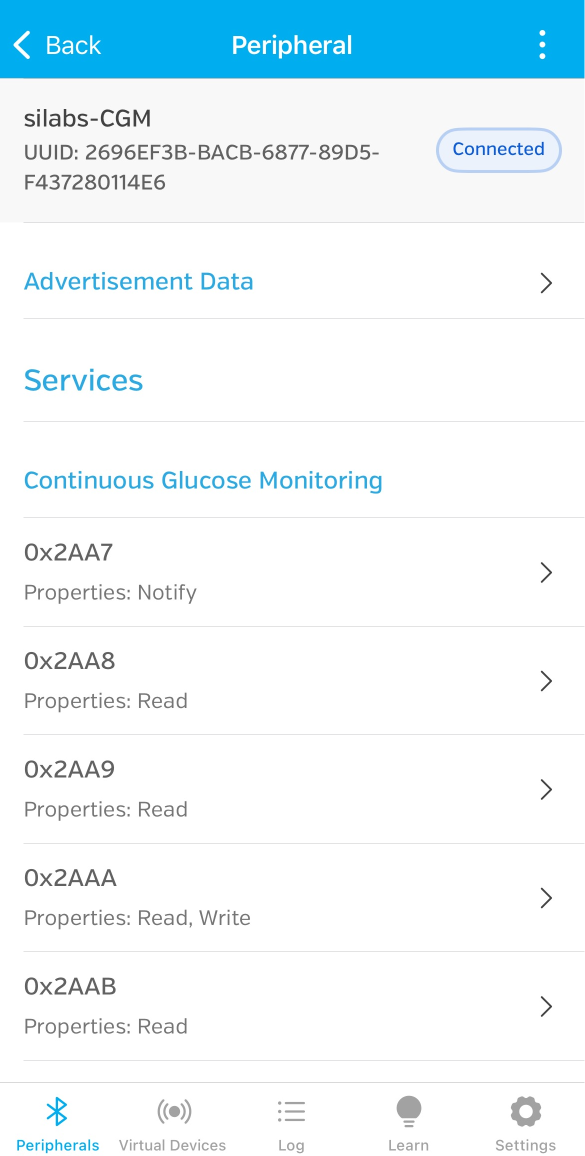 Back
Peripheral
silabs-CGM
UUID: 2696EF3B-BACB-6877-89D5-
F437280114E6
Connected
Advertisement Data
Services
Continuous Glucose Monitoring
0x2AA7
Properties: Notify
0x2AA8
Properties: Read
0x2AA9
Properties: Read
0x2AAA
Properties: Read, Write
0x2AAB
Properties: Read
Peripherals
Virtual Devices
Log
Learn
Settings